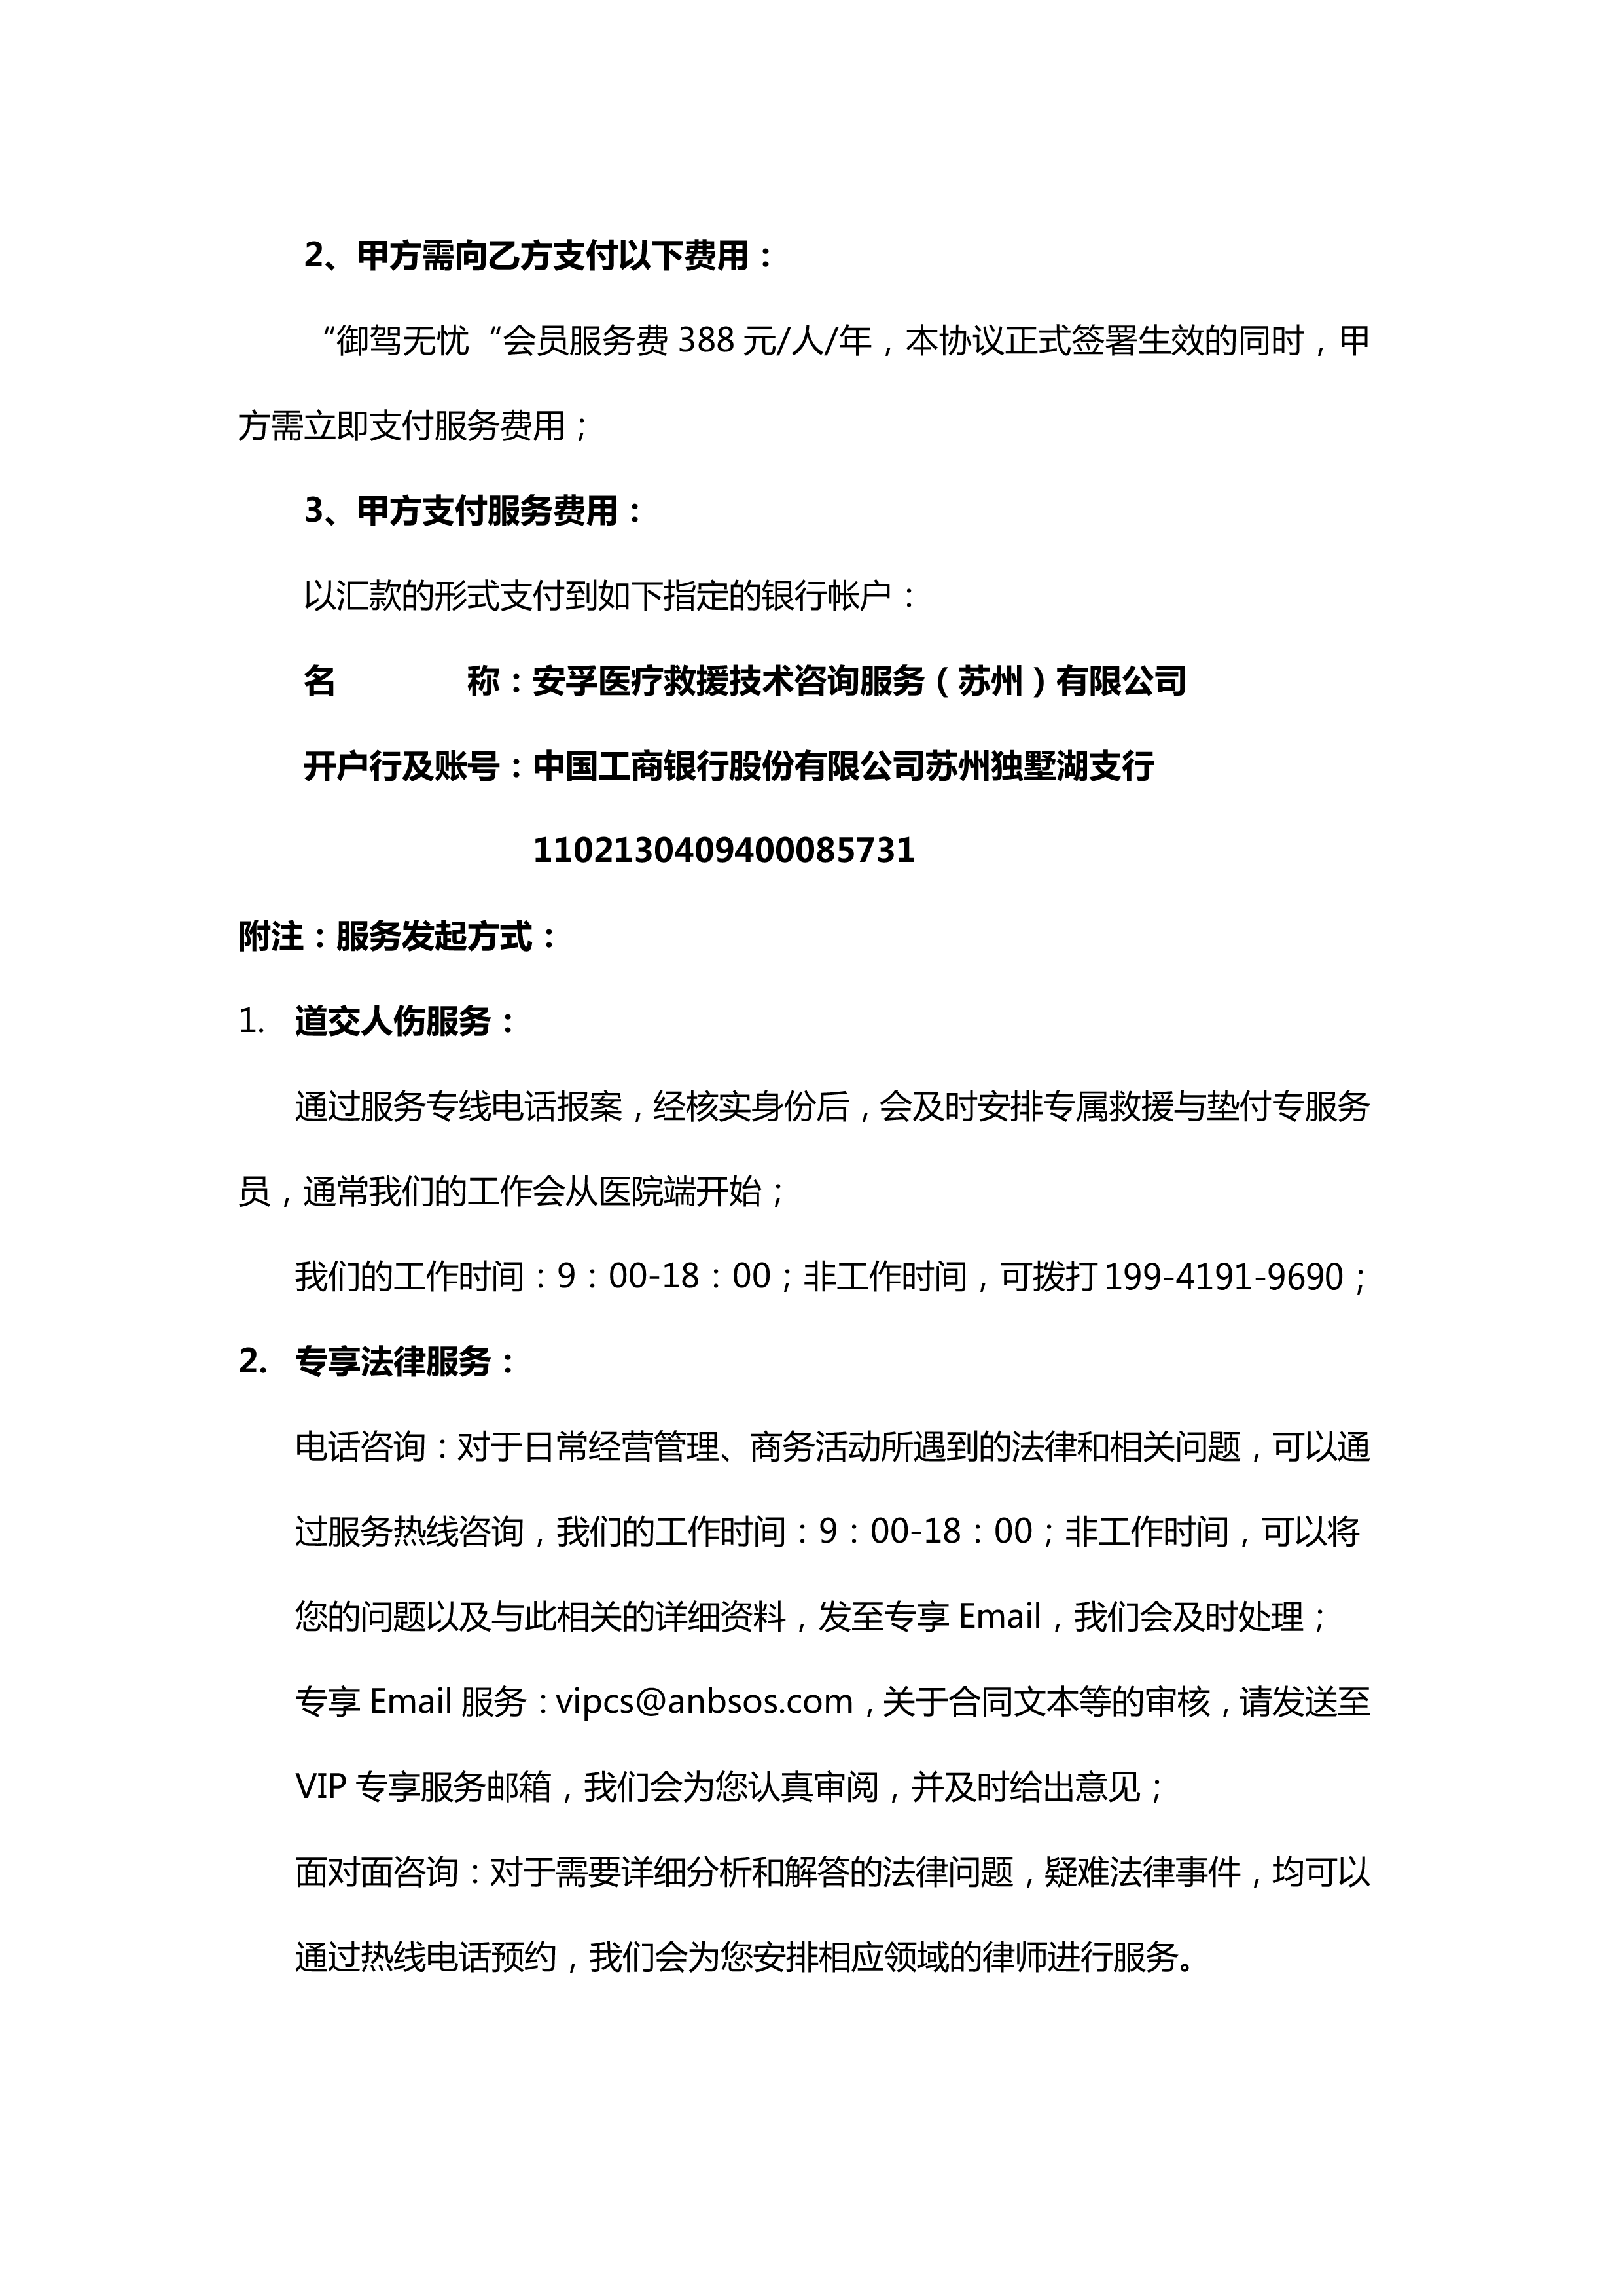 2、甲方需向乙方支付以下费用：
“御驾无忧“会员服务费 388 元/人/年，本协议正式签署生效的同时，甲
方需立即支付服务费用；
3、甲方支付服务费用：
以汇款的形式支付到如下指定的银行帐户：
名　　　　称：安孚医疗救援技术咨询服务（苏州）有限公司
开户行及账号：中国工商银行股份有限公司苏州独墅湖支行
1102130409400085731
附注：服务发起方式：
1. 道交人伤服务：
通过服务专线电话报案，经核实身份后，会及时安排专属救援与垫付专服务
员，通常我们的工作会从医院端开始；
我们的工作时间：9：00-18：00；非工作时间，可拨打 199-4191-9690；
2. 专享法律服务：
电话咨询：对于日常经营管理、商务活动所遇到的法律和相关问题，可以通
过服务热线咨询，我们的工作时间：9：00-18：00；非工作时间，可以将
您的问题以及与此相关的详细资料，发至专享 Email，我们会及时处理；
专享 Email 服务：vipcs@anbsos.com，关于合同文本等的审核，请发送至
VIP 专享服务邮箱，我们会为您认真审阅，并及时给出意见；
面对面咨询：对于需要详细分析和解答的法律问题，疑难法律事件，均可以
通过热线电话预约，我们会为您安排相应领域的律师进行服务。